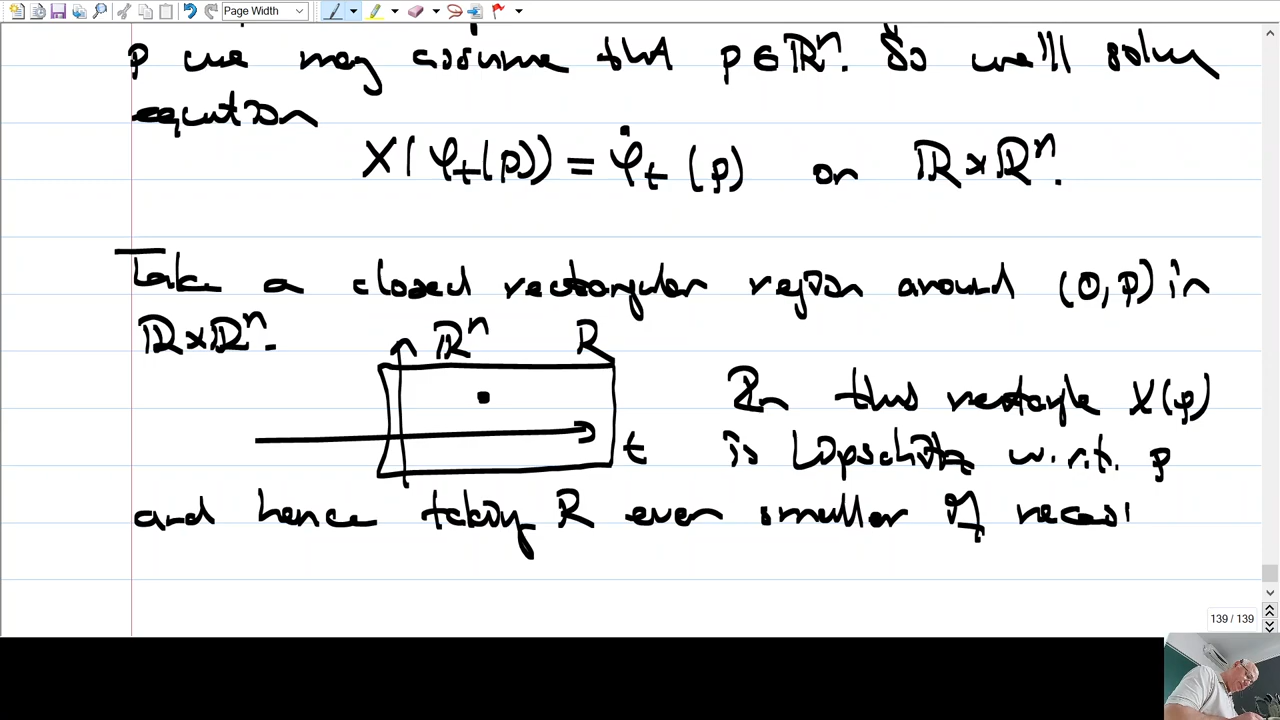 Page Width
p we may assume that p∈ℝⁿ. So we'll solve
equation
X(φₜ(p)) = φ̇ₜ(p) on ℝ×ℝⁿ.
Take a closed rectangular region around (0,p) in
ℝ×ℝⁿ.
ℝⁿ R
t
In this rectangle X(φ)
is Lipschitz w.r.t. p
and hence taking R even smaller if necessi
139 / 139